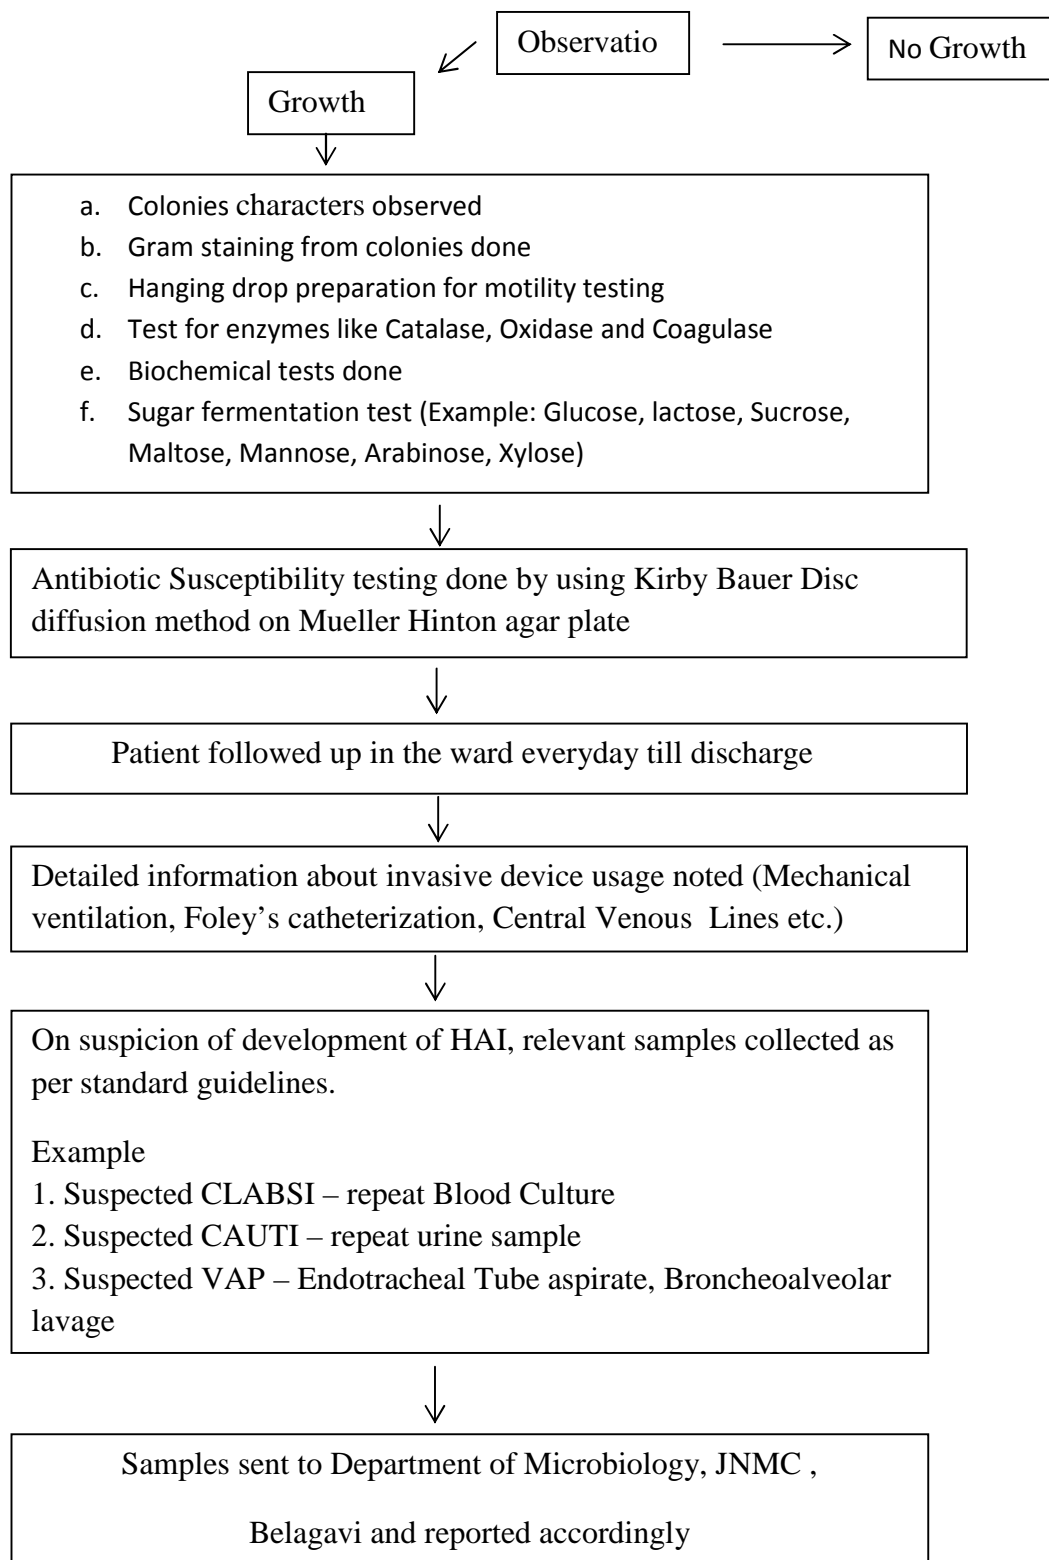 Observatio
No Growth
Growth
a. Colonies characters observed
b. Gram staining from colonies done
c. Hanging drop preparation for motility testing
d. Test for enzymes like Catalase, Oxidase and Coagulase
e. Biochemical tests done
f. Sugar fermentation test (Example: Glucose, lactose, Sucrose,
Maltose, Mannose, Arabinose, Xylose)
Antibiotic Susceptibility testing done by using Kirby Bauer Disc
diffusion method on Mueller Hinton agar plate
Patient followed up in the ward everyday till discharge
Detailed information about invasive device usage noted (Mechanical
ventilation, Foley’s catheterization, Central Venous Lines etc.)
On suspicion of development of HAI, relevant samples collected as
per standard guidelines.
Example
1. Suspected CLABSI – repeat Blood Culture
2. Suspected CAUTI – repeat urine sample
3. Suspected VAP – Endotracheal Tube aspirate, Broncheoalveolar
lavage
Samples sent to Department of Microbiology, JNMC ,
Belagavi and reported accordingly